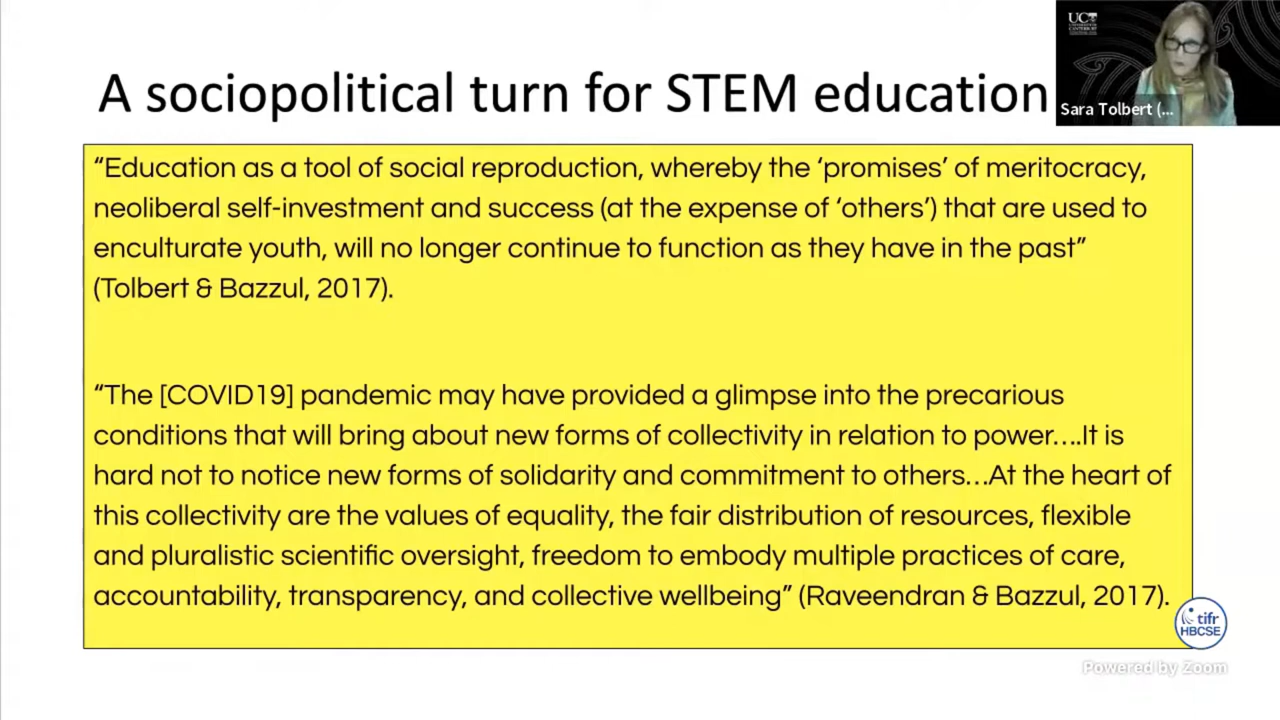 A sociopolitical turn for STEM education
UC
Sara Tolbert (...
“Education as a tool of social reproduction, whereby the ‘promises’ of meritocracy,
neoliberal self-investment and success (at the expense of ‘others’) that are used to
enculturate youth, will no longer continue to function as they have in the past”
(Tolbert & Bazzul, 2017).
“The [COVID19] pandemic may have provided a glimpse into the precarious
conditions that will bring about new forms of collectivity in relation to power….It is
hard not to notice new forms of solidarity and commitment to others…At the heart of
this collectivity are the values of equality, the fair distribution of resources, flexible
and pluralistic scientific oversight, freedom to embody multiple practices of care,
accountability, transparency, and collective wellbeing” (Raveendran & Bazzul, 2017).
tifr
HBCSE
Powered by Zoom